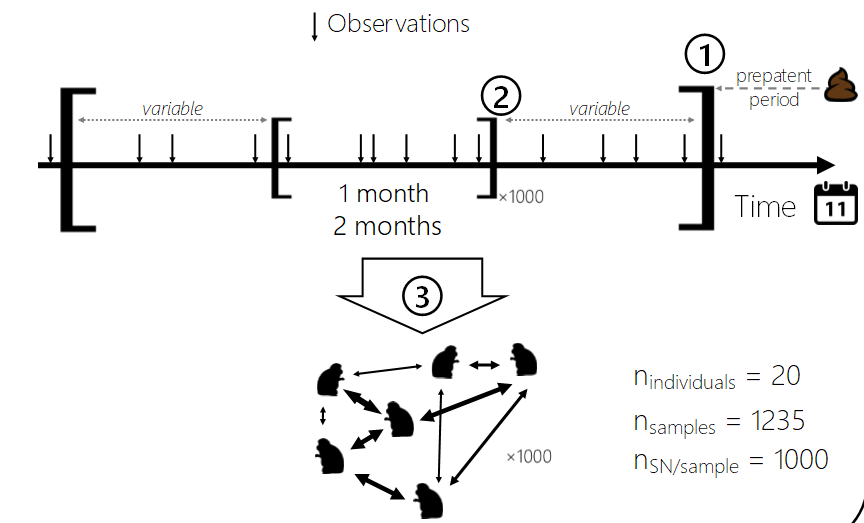 Observations
1
prepatent
period
2
variable
variable
1 month
2 months
×1000
Time
11
3
×1000
nindividuals = 20
nsamples = 1235
nSN/sample = 1000